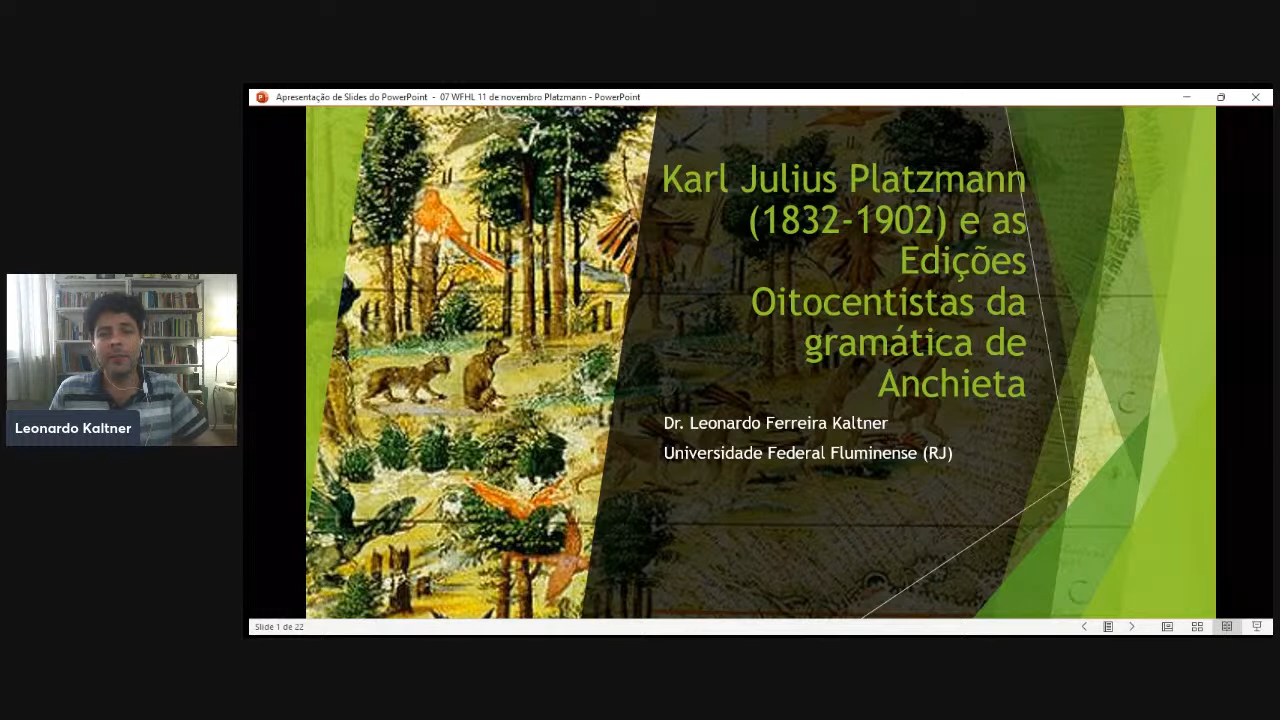 Apresentação de Slides do PowerPoint - 07 WFHL 11 de novembro Platzmann - PowerPoint
Karl Julius Platzmann
(1832-1902) e as
Edições
Oitocentistas da
gramática de
Anchieta
Dr. Leonardo Ferreira Kaltner
Universidade Federal Fluminense (RJ)
Leonardo Kaltner
Slide 1 de 22